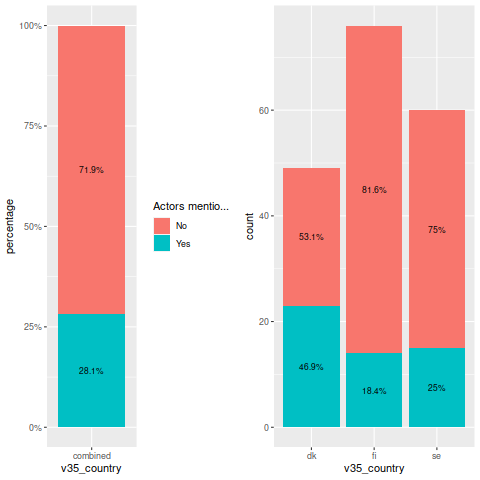 100%
75%
50%
25%
0%
percentage
71.9%
28.1%
combined
v35_country
Actors mentio...
No
Yes
60
40
20
0
count
53.1%
46.9%
81.6%
18.4%
75%
25%
dk
fi
se
v35_country